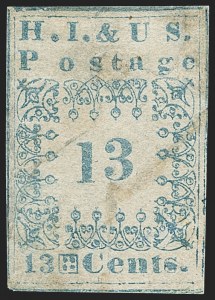 H. I. & U S.
Postage
13
13 Cents.